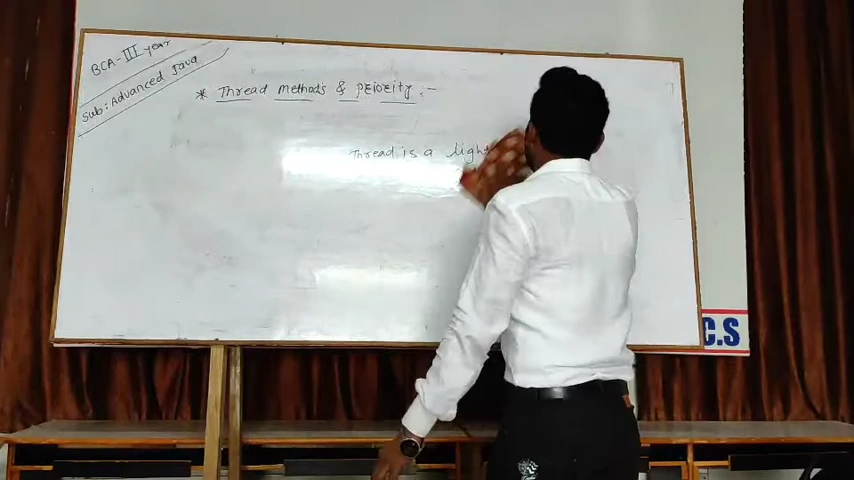 BCA-III year
Sub: Advanced Java
* Thread methods & priority :-
Thread is a light
C.S